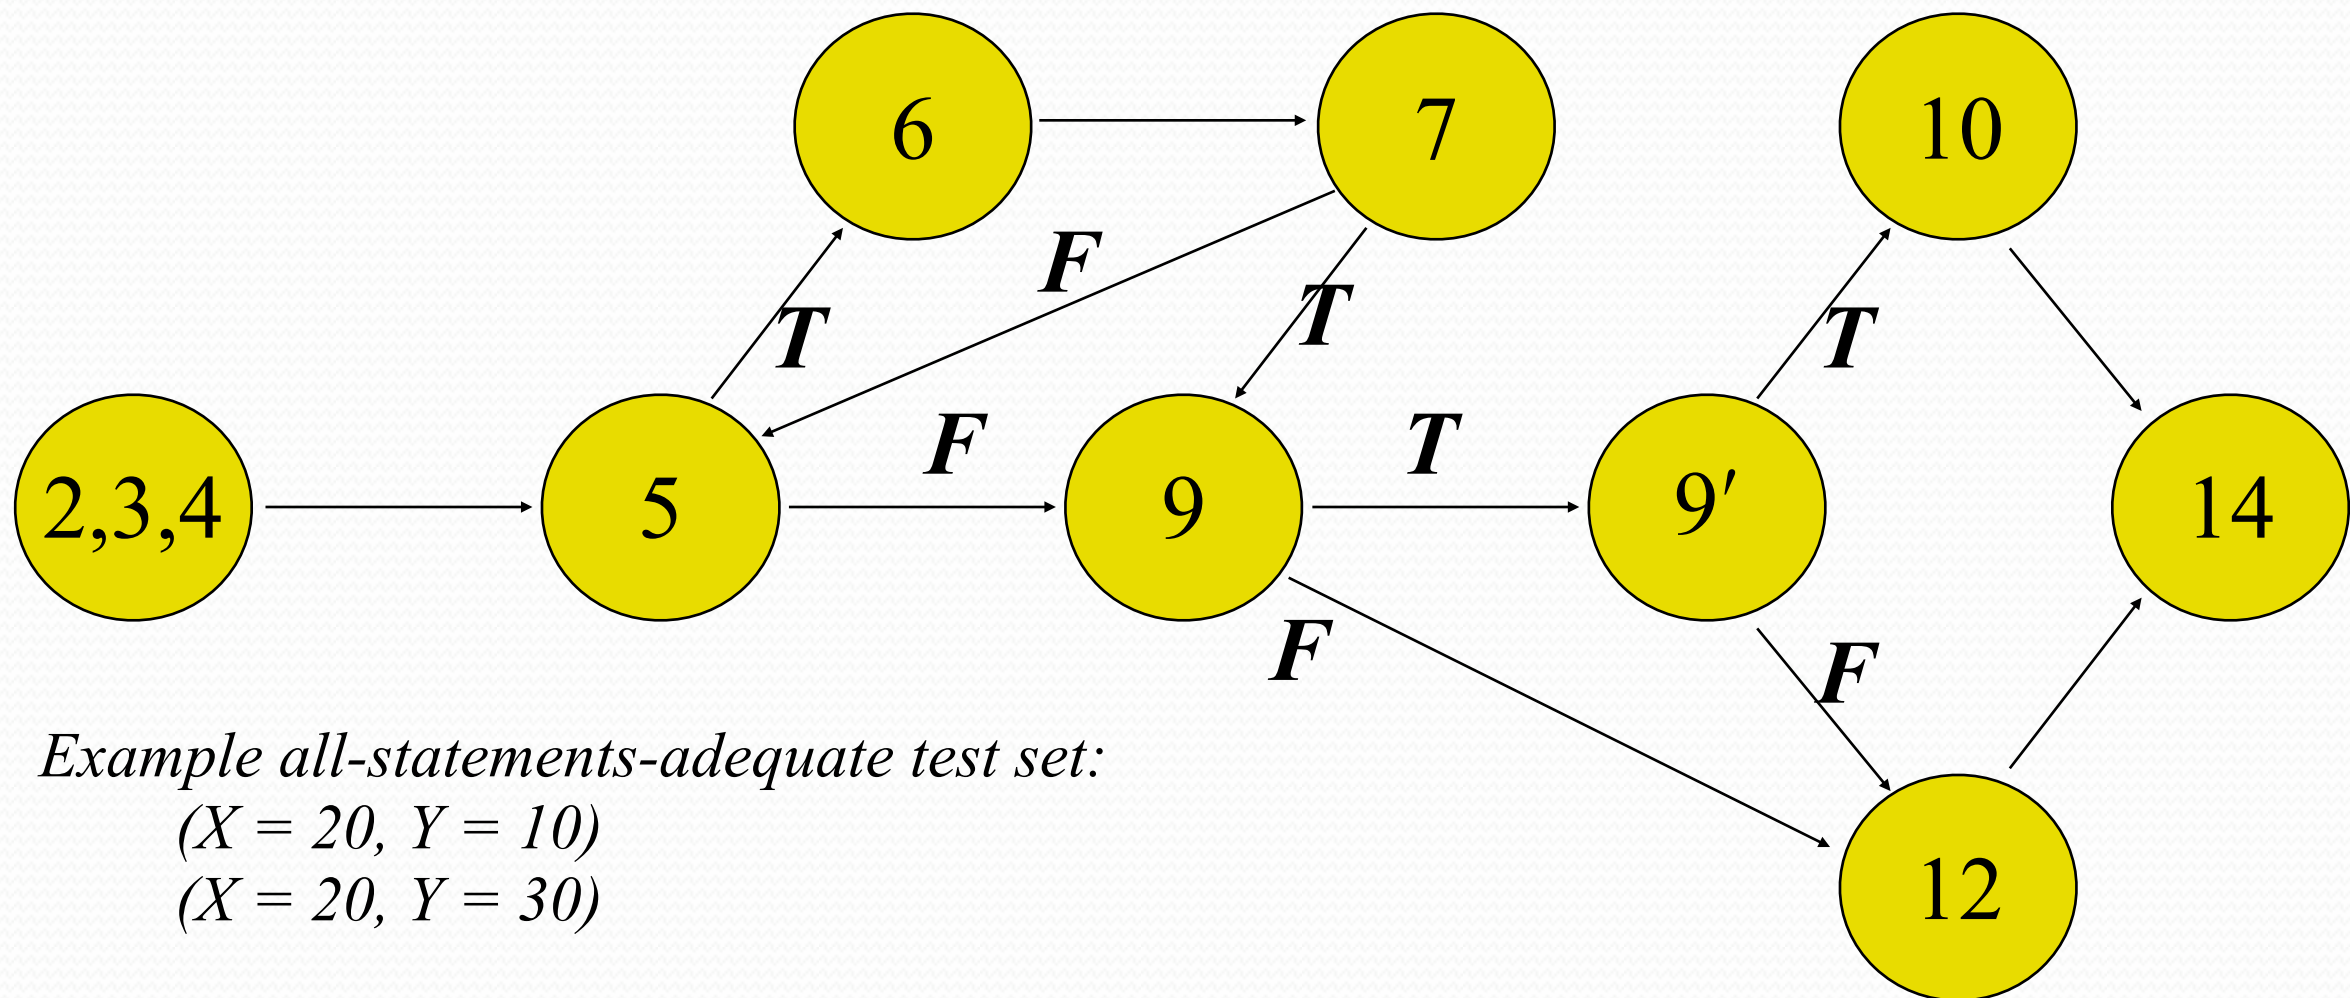 6
7
10
F
T
T
T
F
T
2,3,4
5
9
9′
14
F
F
Example all-statements-adequate test set:
(X = 20, Y = 10)
(X = 20, Y = 30)
12